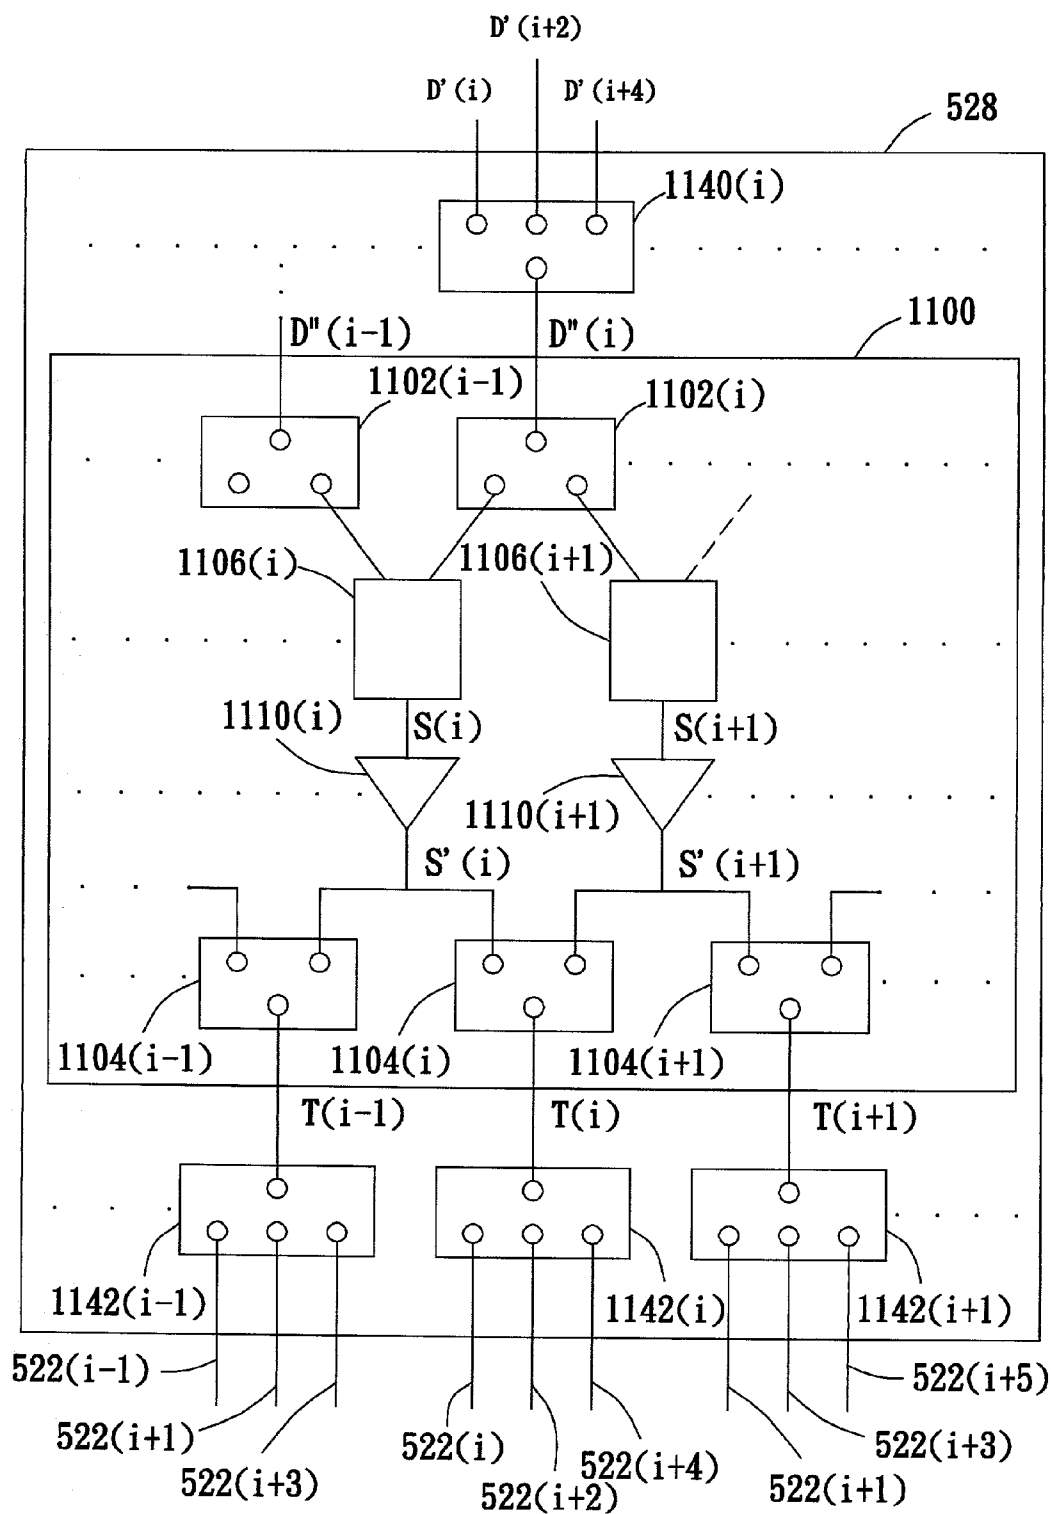 D'(i+2)
D'(i) D'(i+4)
528
1140(i)
1100
D"(i-1) D"(i)
1102(i-1) 1102(i)
1106(i) 1106(i+1)
1110(i) S(i) S(i+1)
1110(i+1)
S'(i) S'(i+1)
1104(i-1) 1104(i) 1104(i+1)
T(i-1) T(i) T(i+1)
1142(i-1) 1142(i) 1142(i+1)
522(i-1) 522(i+5)
522(i+1) 522(i) 522(i+3)
522(i+3) 522(i+2) 522(i+4) 522(i+1)